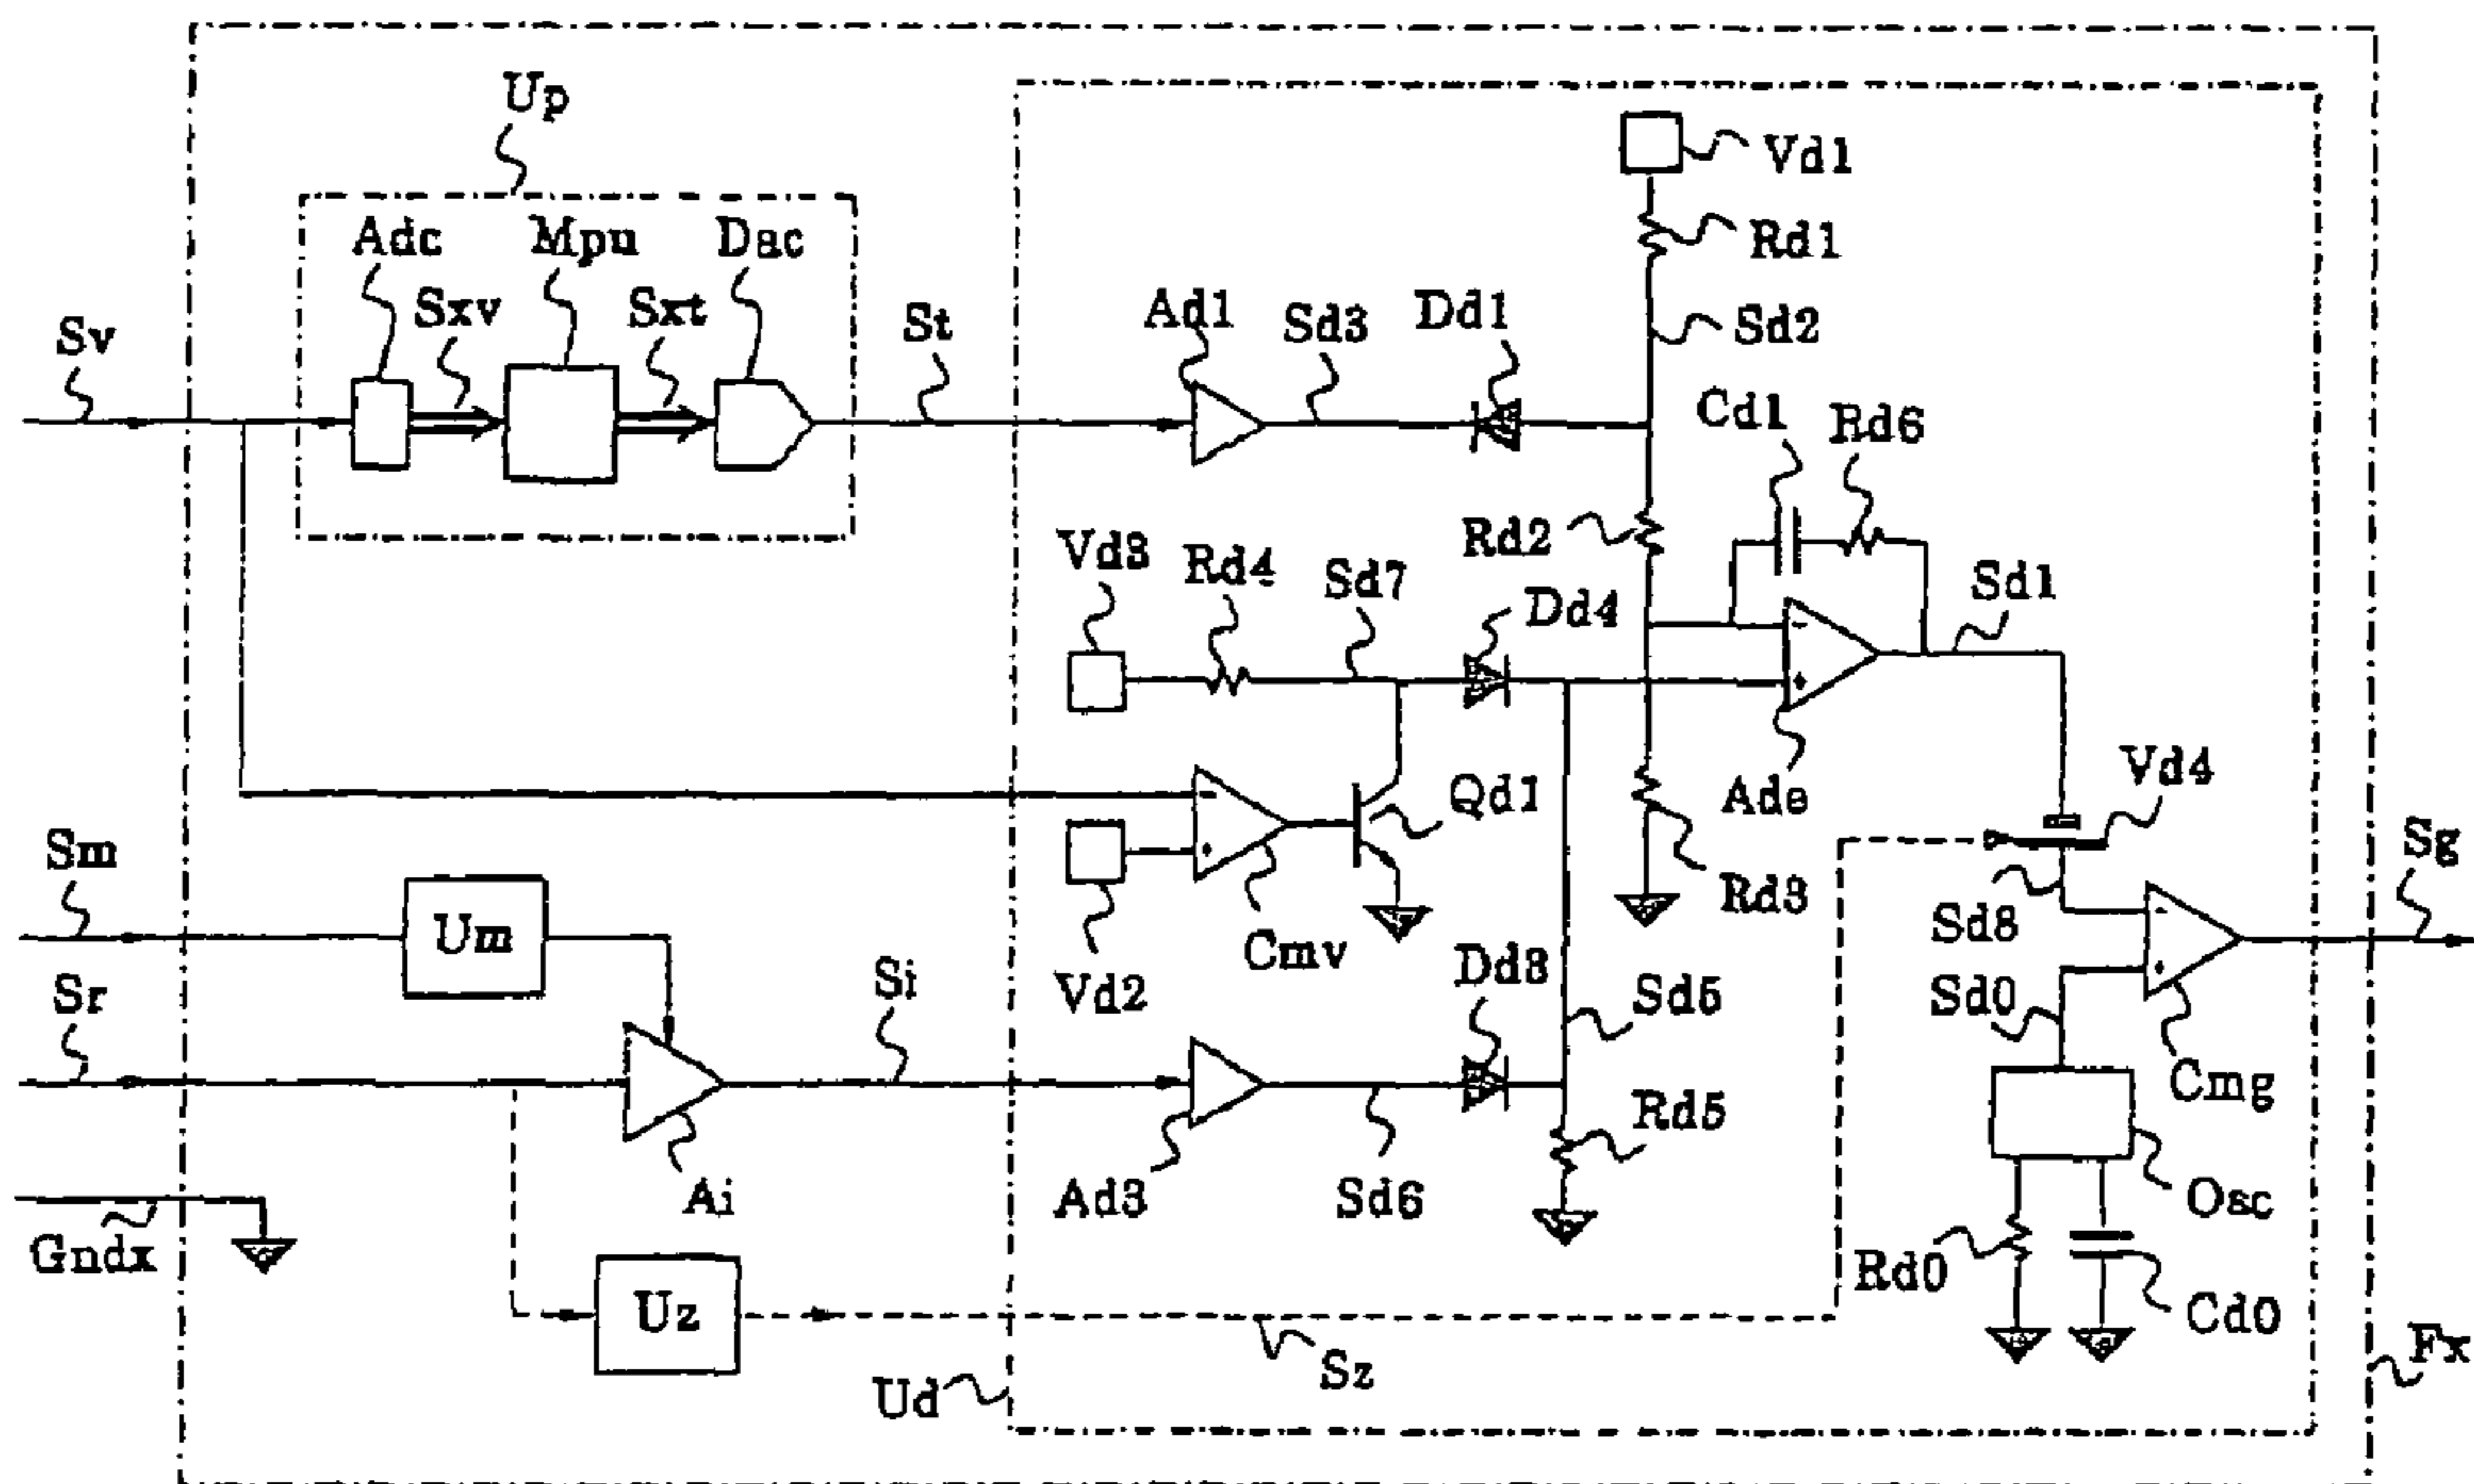 Up
Vd1
Adc Mpu Dac
Rd1
Sxv Sxt
Sv St Ad1 Sd3 Dd1 Sd2
Cd1 Rd6
Vd3 Rd4 Sd7 Rd2
Dd4 Sd1
Vd4
Qd1 Ade
Sm Um Sg
Rd3
Cmv Sd8
Vd2 Dd3
Sr Si Sd5 Sd0
Cmg
Rd5
Ai Ad3 Sd6 Osc
Gndx
Rd0
Uz Cd0
Sz Fx
Ud